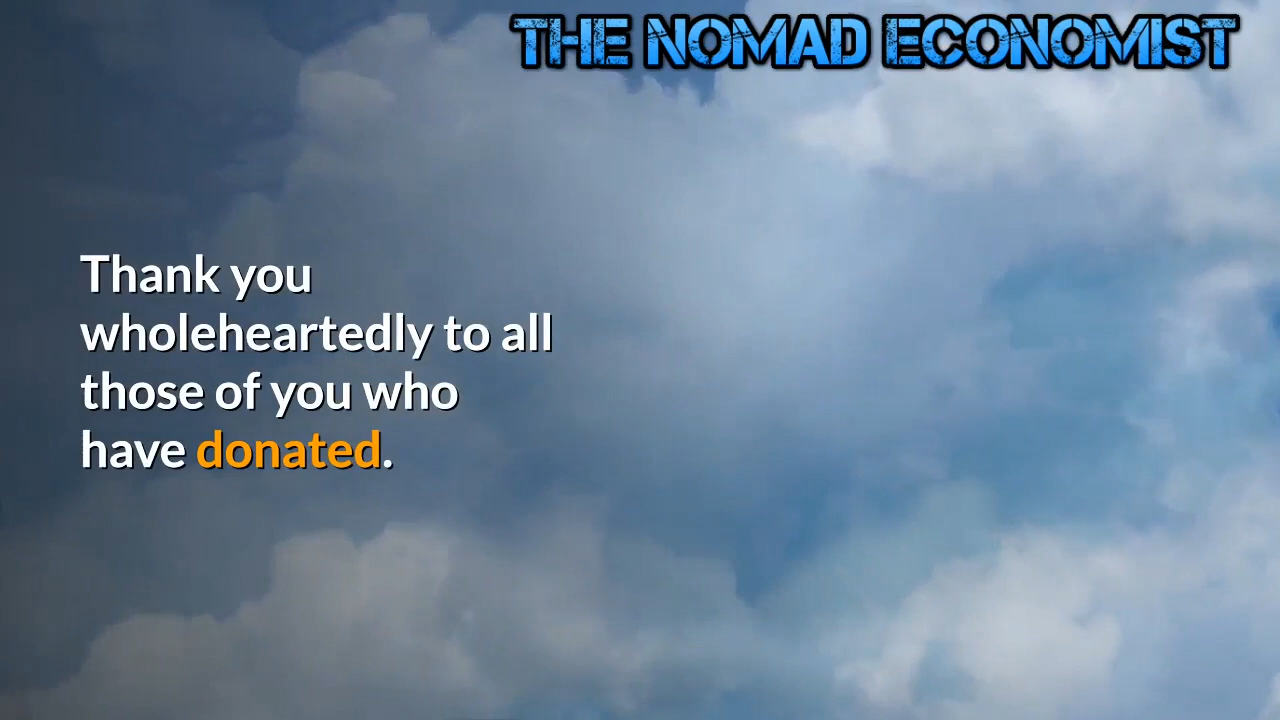 THE NOMAD ECONOMIST
Thank you
wholeheartedly to all
those of you who
have donated.